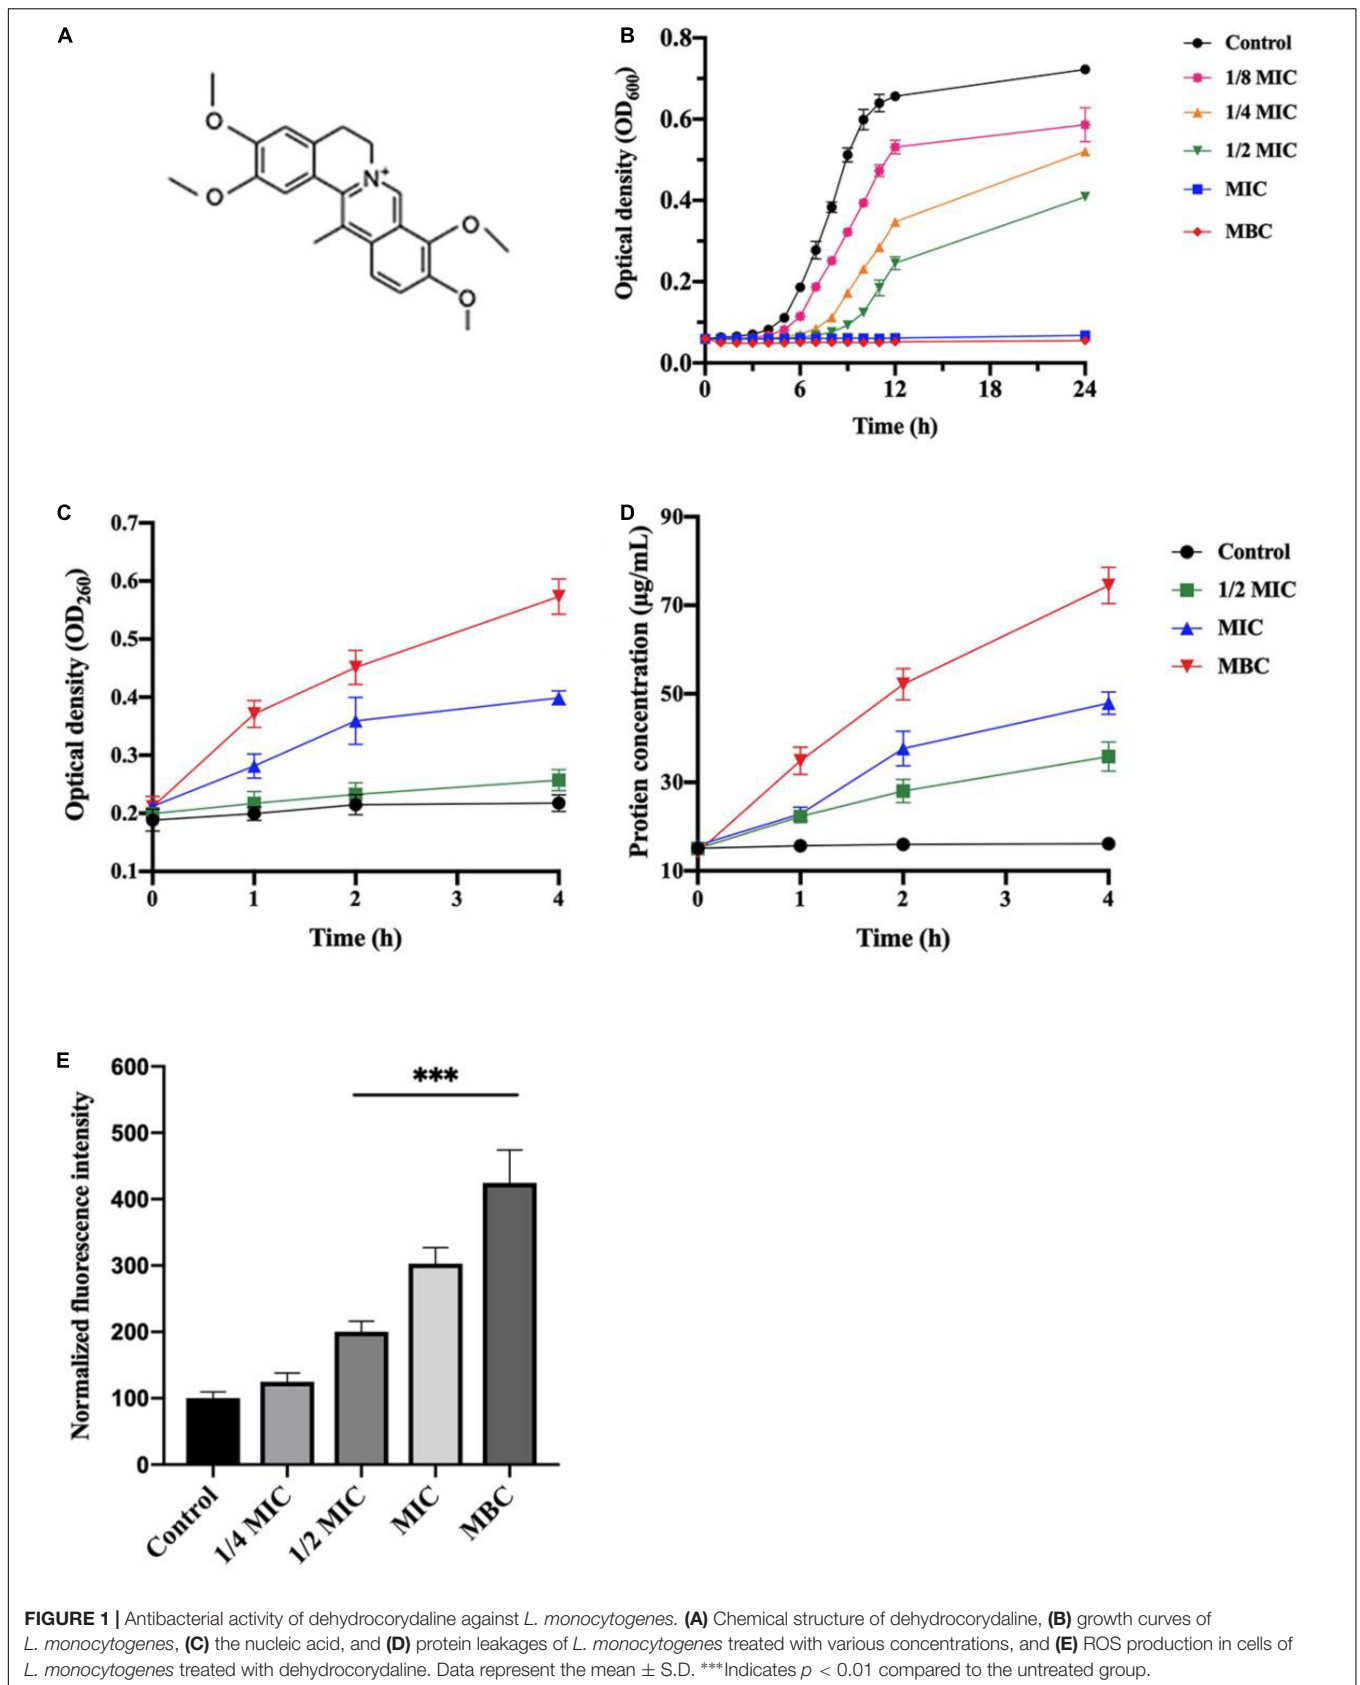 A
O
O
N+
O
O
B
Optical density (OD600)
0.8
0.6
0.4
0.2
0.0
0 6 12 18 24
Time (h)
Control
1/8 MIC
1/4 MIC
1/2 MIC
MIC
MBC
C
Optical density (OD260)
0.7
0.6
0.5
0.4
0.3
0.2
0.1
0 1 2 3 4
Time (h)
D
Protien concentration (μg/mL)
90
70
50
30
10
0 1 2 3 4
Time (h)
Control
1/2 MIC
MIC
MBC
E
Normalized fluorescence intensity
600
500
400
300
200
100
0
***
Control
1/4 MIC
1/2 MIC
MIC
MBC
FIGURE 1 | Antibacterial activity of dehydrocorydaline against L. monocytogenes. (A) Chemical structure of dehydrocorydaline, (B) growth curves of
L. monocytogenes, (C) the nucleic acid, and (D) protein leakages of L. monocytogenes treated with various concentrations, and (E) ROS production in cells of
L. monocytogenes treated with dehydrocorydaline. Data represent the mean ± S.D. ***Indicates p < 0.01 compared to the untreated group.